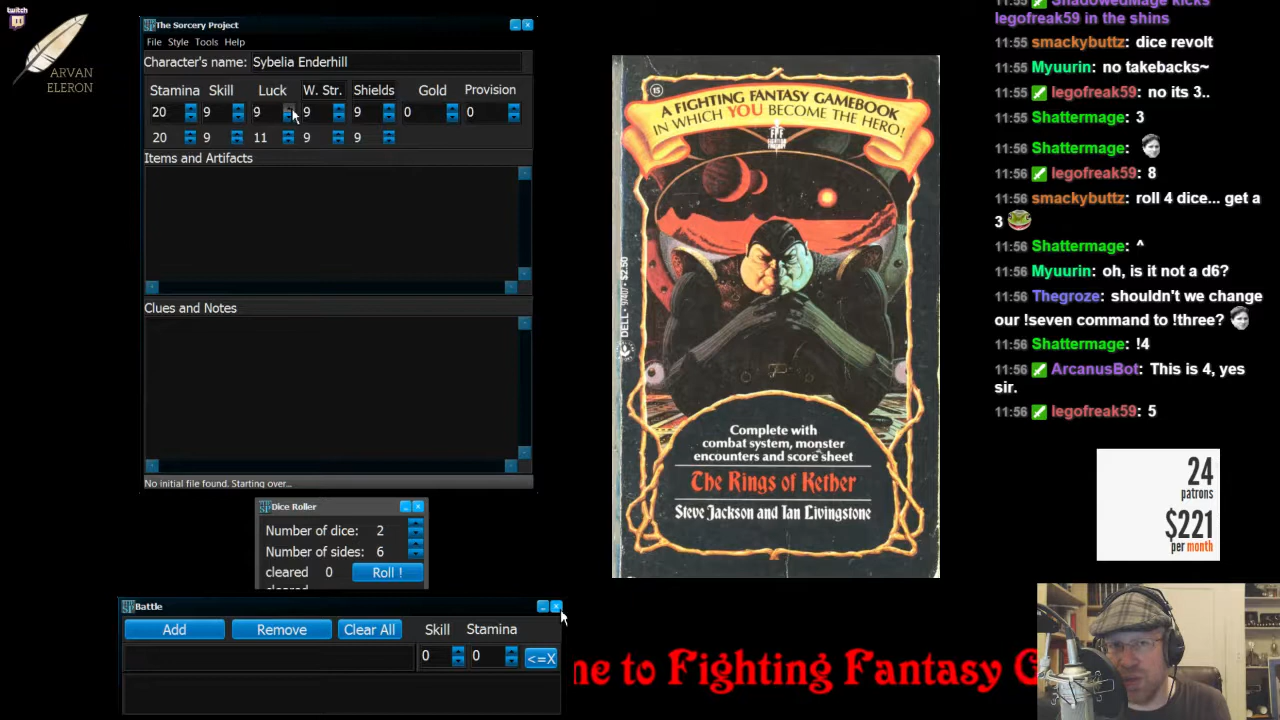 twitch
ARVAN
ELERON
The Sorcery Project
File Style Tools Help
Character's name: Sybelia Enderhill
Stamina Skill Luck W. Str. Shields Gold Provision
20 9 9 9 9 0 0
20 9 11 9 9
Items and Artifacts
Clues and Notes
No initial file found. Starting over...
Dice Roller
Number of dice: 2
Number of sides: 6
cleared 0 Roll !
Battle
Add Remove Clear All Skill Stamina
0 0 <=X
15
A FIGHTING FANTASY GAMEBOOK
IN WHICH YOU BECOME THE HERO!
DELL • 97407 • $2.50
Complete with
combat system, monster
encounters and score sheet
The Rings of Kether
Steve Jackson and Ian Livingstone
ne to Fighting Fantasy G
ShadowedMage kicks
legofreak59 in the shins
11:55 smackybuttz: dice revolt
11:55 Myuurin: no takebacks~
11:55 legofreak59: no its 3..
11:55 Shattermage: 3
11:56 Shattermage:
11:56 legofreak59: 8
11:56 smackybuttz: roll 4 dice... get a
3
11:56 Shattermage: ^
11:56 Myuurin: oh, is it not a d6?
11:56 Thegroze: shouldn't we change
our !seven command to !three?
11:56 Shattermage: !4
11:56 ArcanusBot: This is 4, yes
sir.
11:56 legofreak59: 5
24
patrons
$221
per month